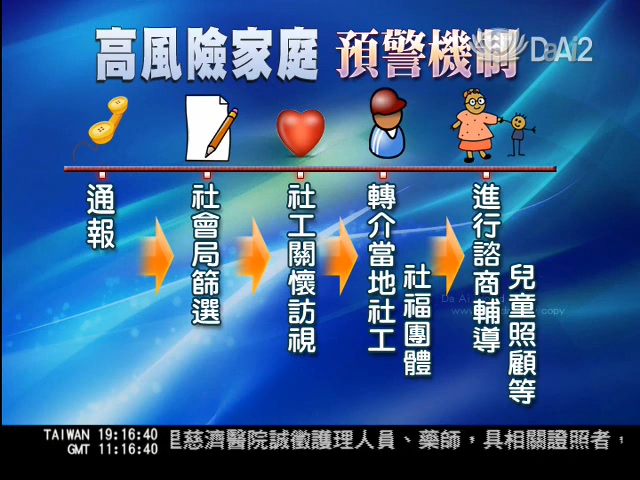 高風險家庭 預警機制
DaAi2
通報
社會局篩選
社工關懷訪視
轉介當地社工
社福團體
進行諮商輔導
兒童照顧等
copy
TAIWAN 19:16:40
GMT 11:16:40
慈濟醫院誠徵護理人員、藥師，具相關證照者，